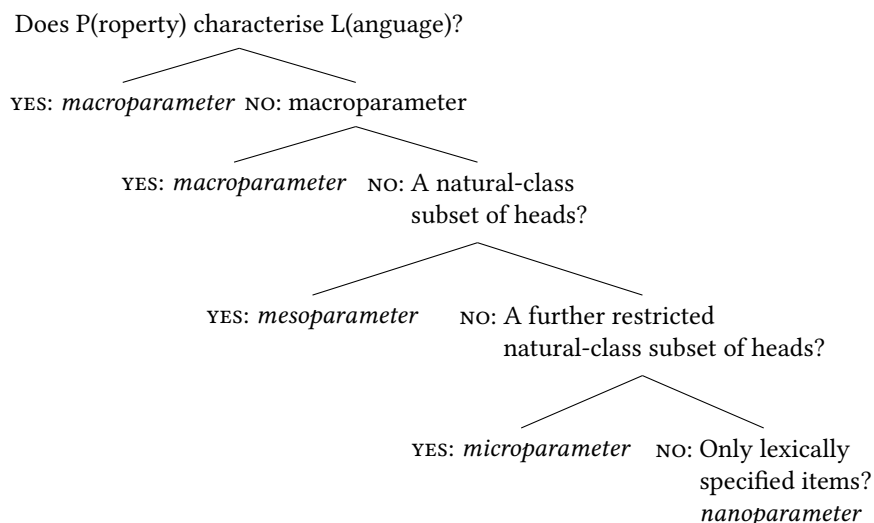 Does P(roperty) characterise L(anguage)?
YES: macroparameter NO: macroparameter
YES: macroparameter NO: A natural-class
subset of heads?
YES: mesoparameter NO: A further restricted
natural-class subset of heads?
YES: microparameter NO: Only lexically
specified items?
nanoparameter